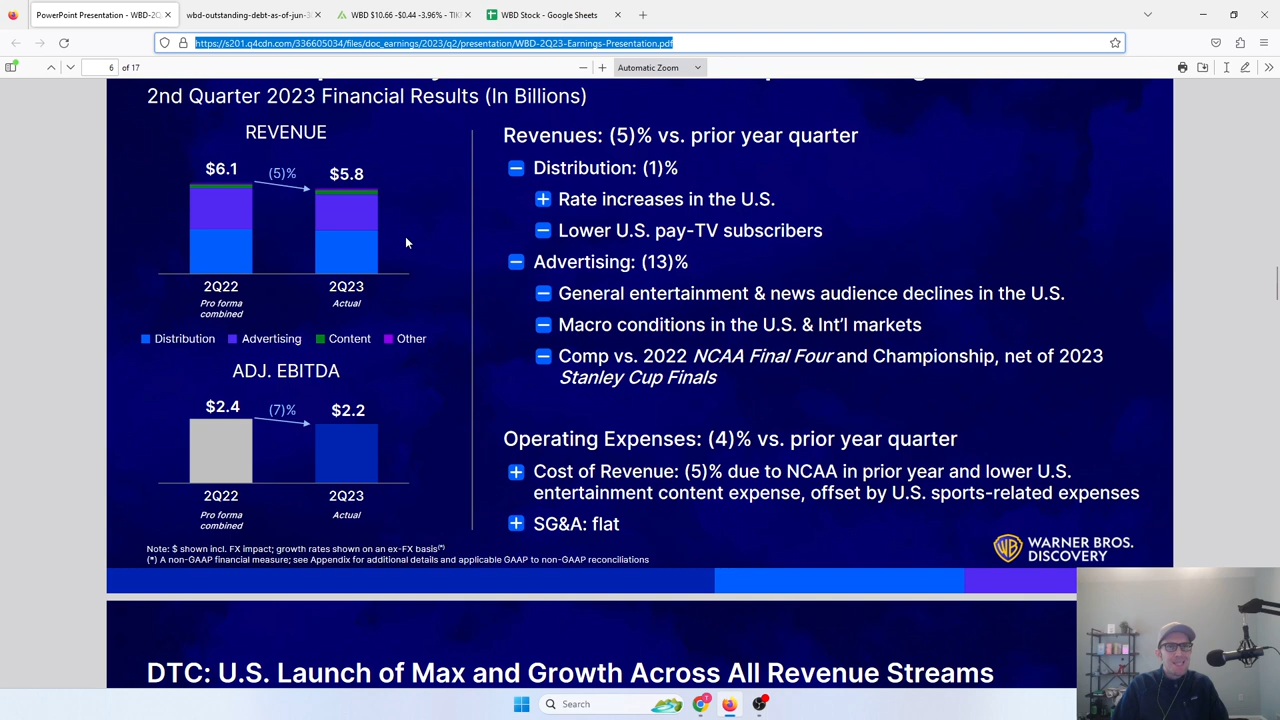 PowerPoint Presentation - WBD-2Q
wbd-outstanding-debt-as-of-jun-3
WBD $10.66 -$0.44 -3.96% - TIK
WBD Stock - Google Sheets
https://s201.q4cdn.com/336605034/files/doc_earnings/2023/q2/presentation/WBD-2Q23-Earnings-Presentation.pdf
6 of 17
Automatic Zoom
2nd Quarter 2023 Financial Results (In Billions)
REVENUE
$6.1
(5)%
$5.8
2Q22
2Q23
Pro forma
combined
Actual
Distribution
Advertising
Content
Other
ADJ. EBITDA
$2.4
(7)%
$2.2
2Q22
2Q23
Pro forma
combined
Actual
Revenues: (5)% vs. prior year quarter
Distribution: (1)%
Rate increases in the U.S.
Lower U.S. pay-TV subscribers
Advertising: (13)%
General entertainment & news audience declines in the U.S.
Macro conditions in the U.S. & Int'l markets
Comp vs. 2022 NCAA Final Four and Championship, net of 2023
Stanley Cup Finals
Operating Expenses: (4)% vs. prior year quarter
Cost of Revenue: (5)% due to NCAA in prior year and lower U.S.
entertainment content expense, offset by U.S. sports-related expenses
SG&A: flat
Note: $ shown incl. FX impact; growth rates shown on an ex-FX basis(*)
(*) A non-GAAP financial measure; see Appendix for additional details and applicable GAAP to non-GAAP reconciliations
WARNER BROS.
DISCOVERY
DTC: U.S. Launch of Max and Growth Across All Revenue Streams
Search